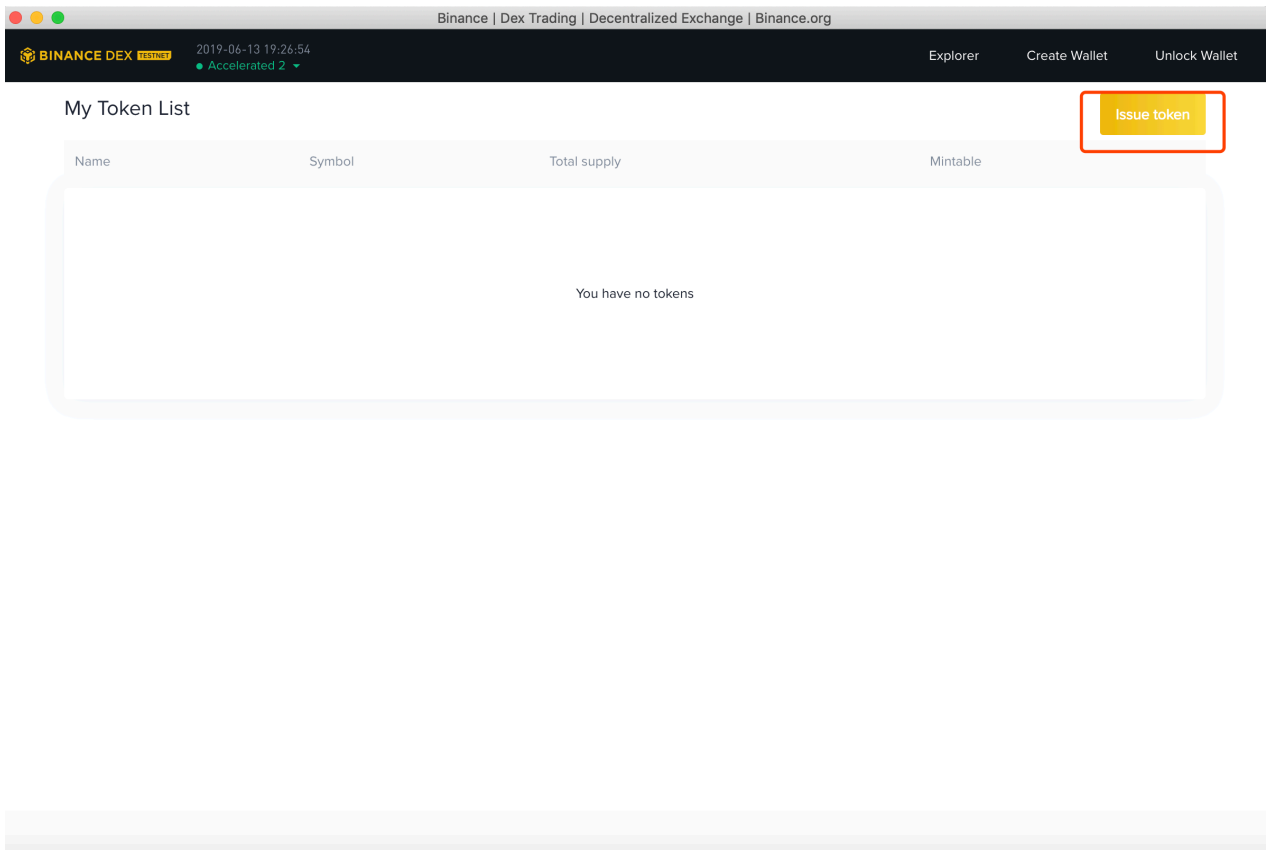 Binance | Dex Trading | Decentralized Exchange | Binance.org
BINANCE DEX TESTNET
2019-06-13 19:26:54
Accelerated 2
Explorer Create Wallet Unlock Wallet
My Token List
Issue token
Name Symbol Total supply Mintable
You have no tokens